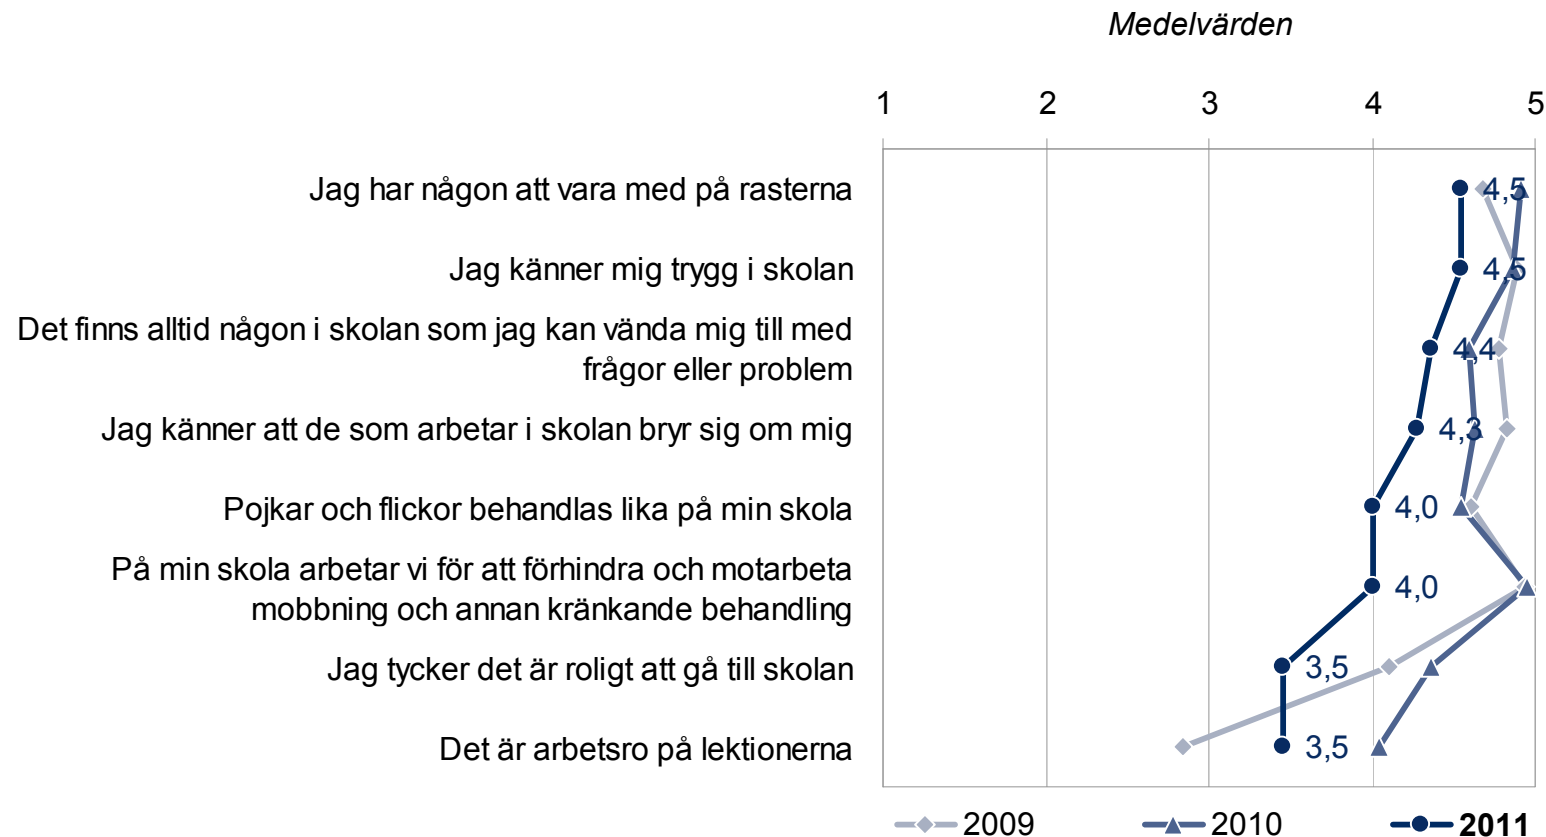 Medelvärden
1 2 3 4 5
Jag har någon att vara med på rasterna
4,5
Jag känner mig trygg i skolan
4,5
Det finns alltid någon i skolan som jag kan vända mig till med
frågor eller problem
4,4
Jag känner att de som arbetar i skolan bryr sig om mig
4,3
Pojkar och flickor behandlas lika på min skola
4,0
På min skola arbetar vi för att förhindra och motarbeta
mobbning och annan kränkande behandling
4,0
Jag tycker det är roligt att gå till skolan
3,5
Det är arbetsro på lektionerna
3,5
2009 2010 2011